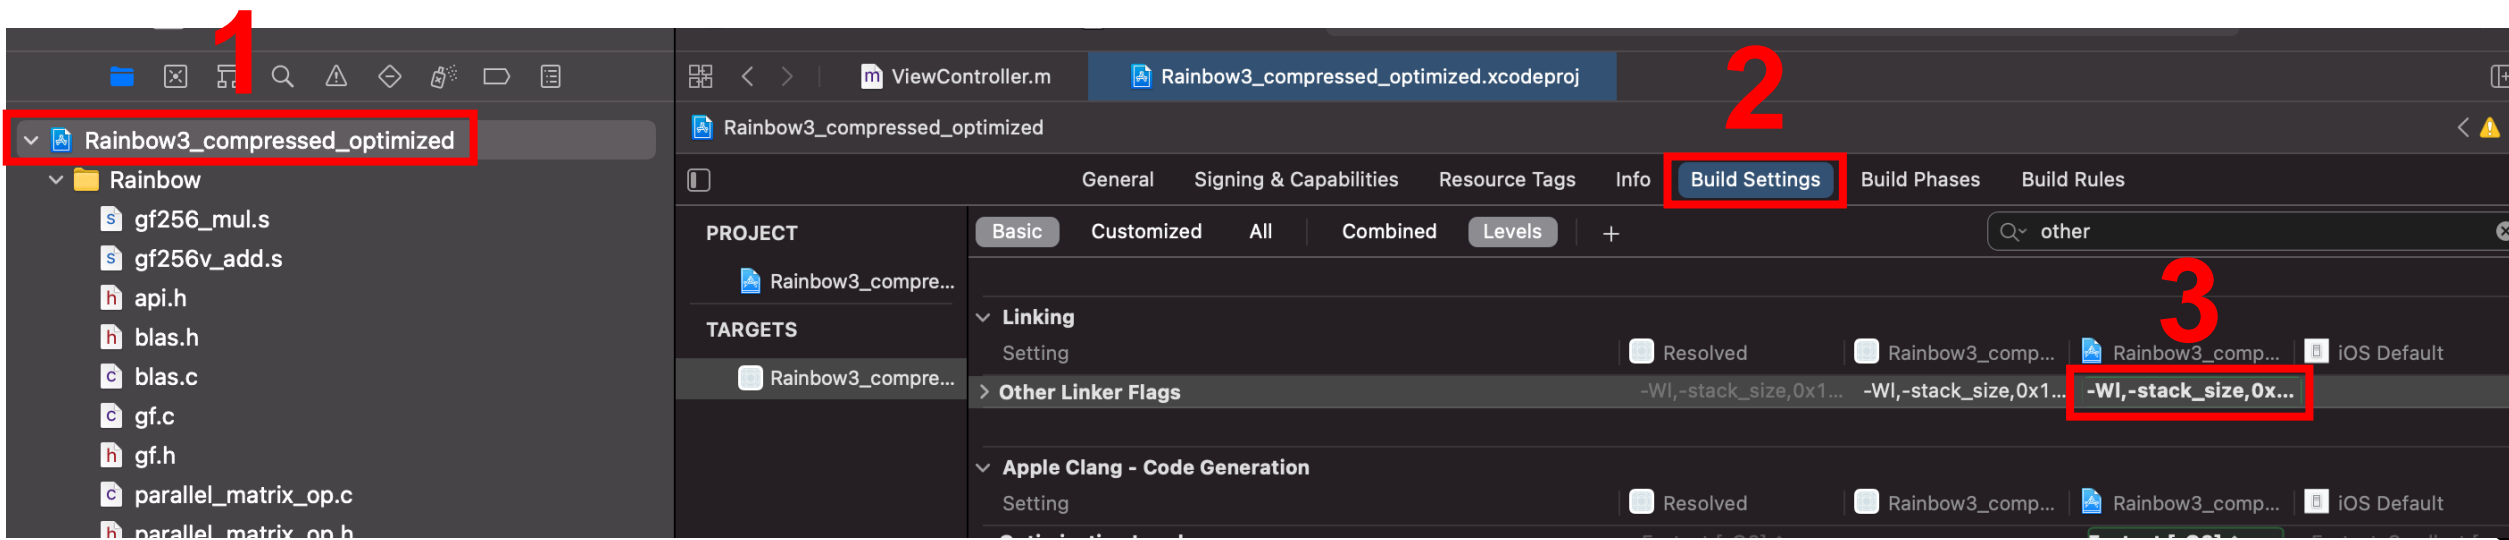 1
2
3
ViewController.m
Rainbow3_compressed_optimized.xcodeproj
Rainbow3_compressed_optimized
Rainbow
gf256_mul.s
gf256v_add.s
api.h
blas.h
blas.c
gf.c
gf.h
parallel_matrix_op.c
parallel_matrix_op.h
Rainbow3_compressed_optimized
General Signing & Capabilities Resource Tags Info Build Settings Build Phases Build Rules
PROJECT
Rainbow3_compre...
TARGETS
Rainbow3_compre...
Basic Customized All Combined Levels + other
Linking
Setting Resolved Rainbow3_comp... Rainbow3_comp... iOS Default
Other Linker Flags -Wl,-stack_size,0x1... -Wl,-stack_size,0x1... -Wl,-stack_size,0x...
Apple Clang - Code Generation
Setting Resolved Rainbow3_comp... Rainbow3_comp... iOS Default